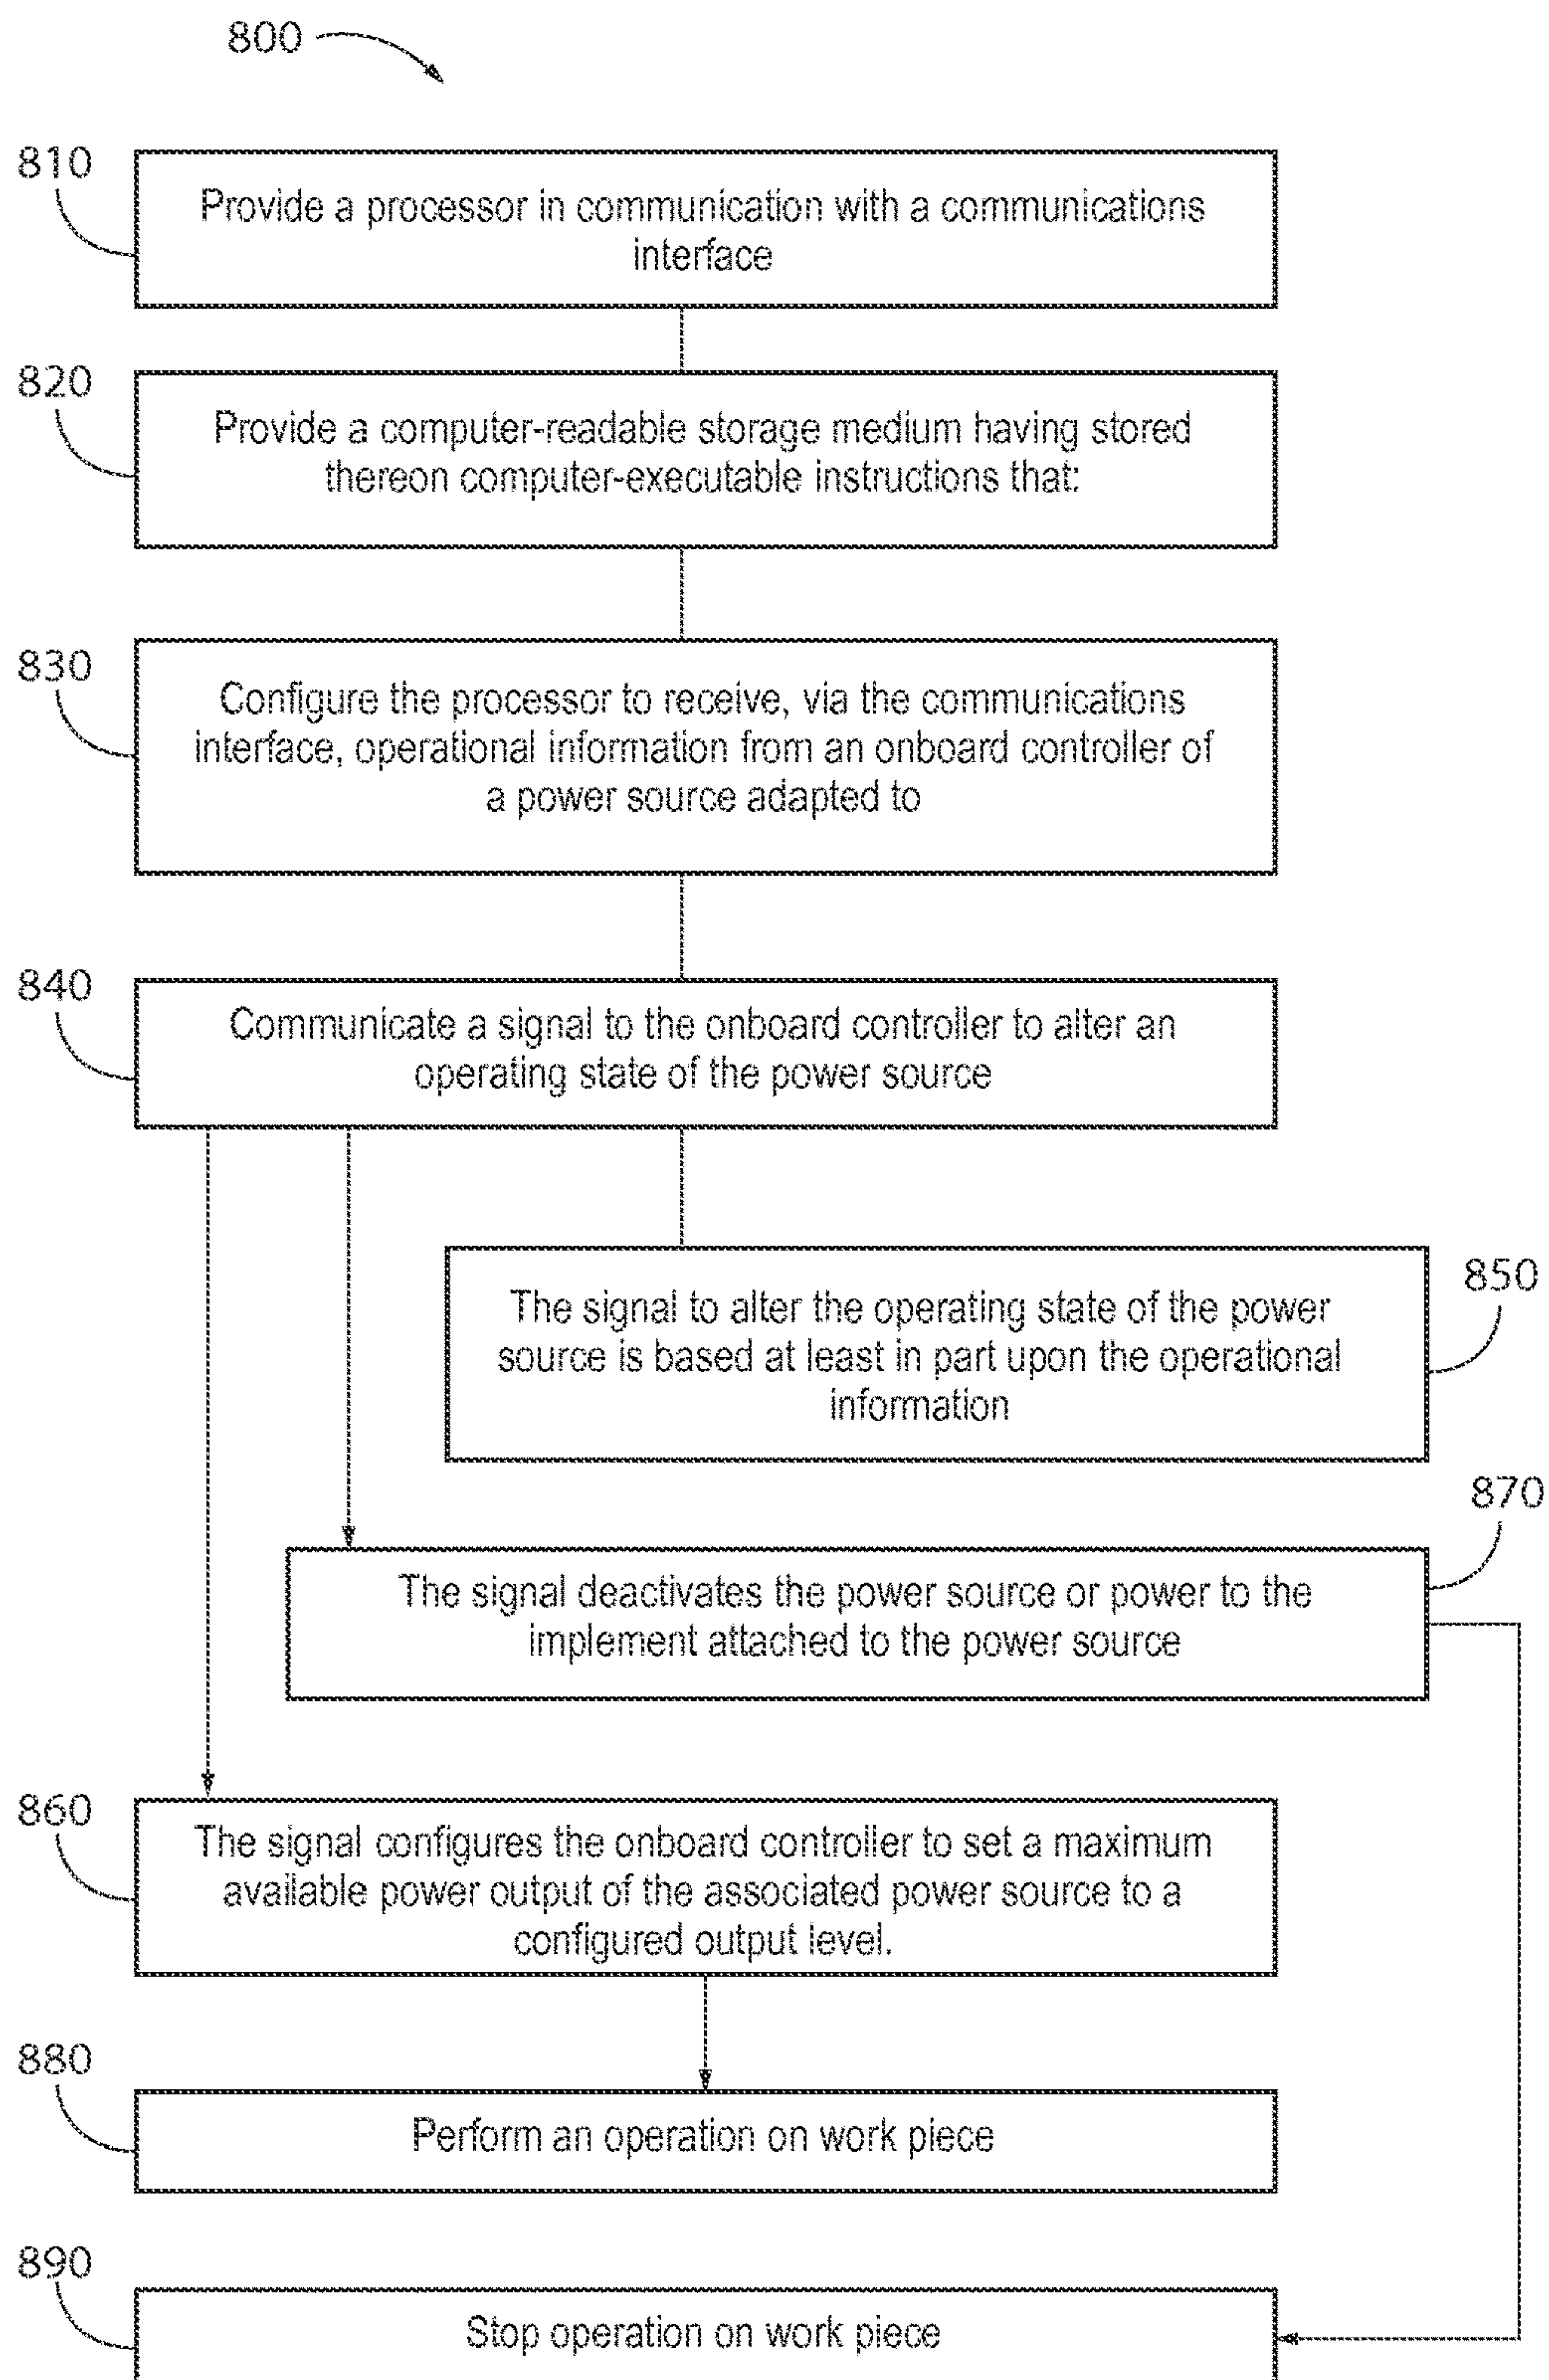 800
810
Provide a processor in communication with a communications
interface
820
Provide a computer-readable storage medium having stored
thereon computer-executable instructions that:
830
Configure the processor to receive, via the communications
interface, operational information from an onboard controller of
a power source adapted to
840
Communicate a signal to the onboard controller to alter an
operating state of the power source
850
The signal to alter the operating state of the power
source is based at least in part upon the operational
information
870
The signal deactivates the power source or power to the
implement attached to the power source
860
The signal configures the onboard controller to set a maximum
available power output of the associated power source to a
configured output level.
880
Perform an operation on work piece
890
Stop operation on work piece